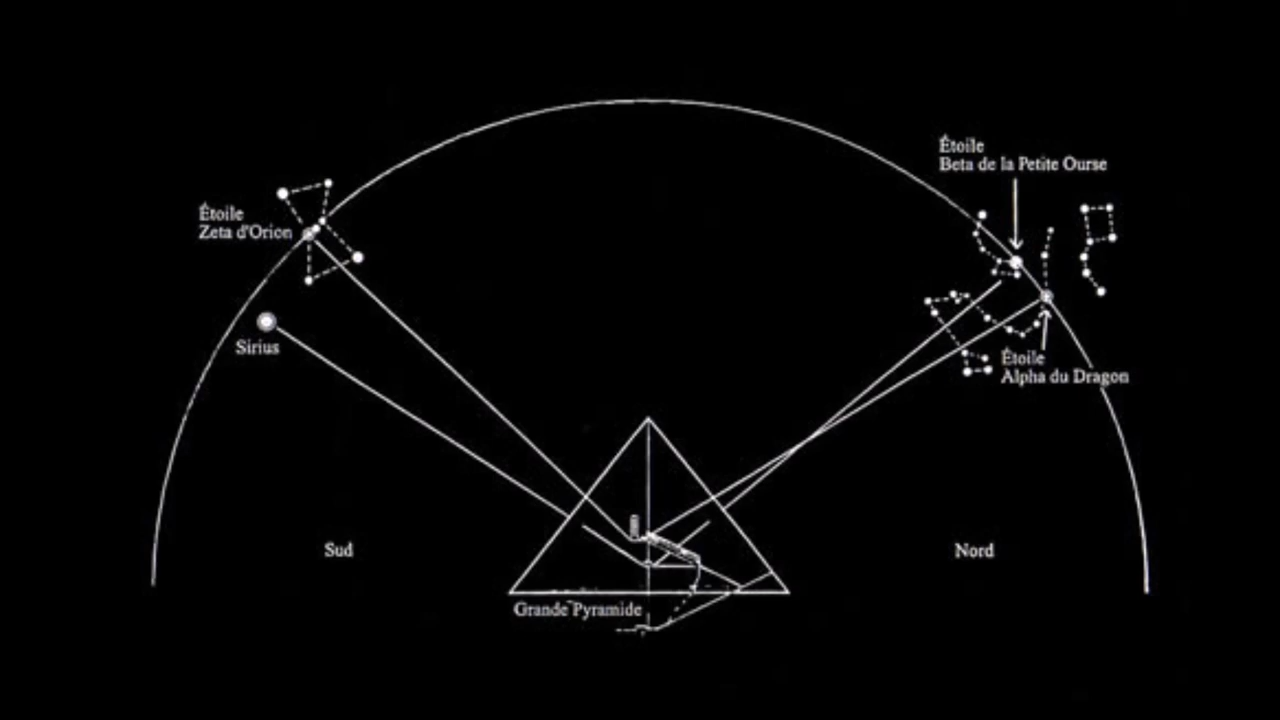 Étoile
Beta de la Petite Ourse
Étoile
Zeta d'Orion
Sirius
Étoile
Alpha du Dragon
Sud
Nord
Grande Pyramide